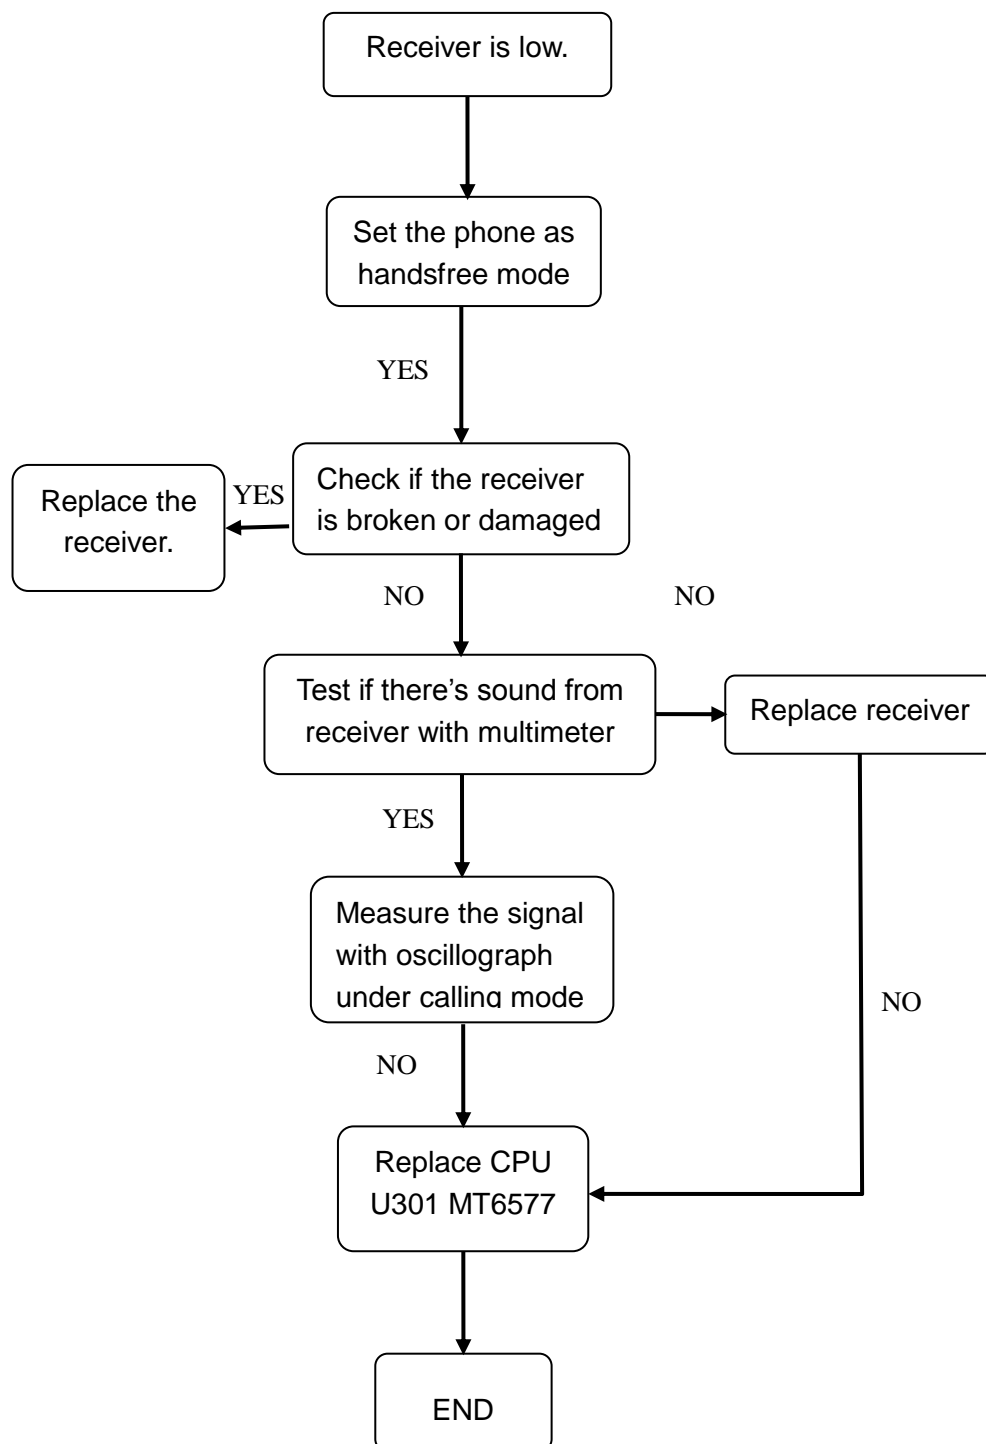 Receiver is low.
Set the phone as
handsfree mode
YES
Check if the receiver
is broken or damaged
YES
Replace the
receiver.
NO
NO
Test if there’s sound from
receiver with multimeter
Replace receiver
YES
Measure the signal
with oscillograph
under calling mode
NO
NO
Replace CPU
U301 MT6577
END